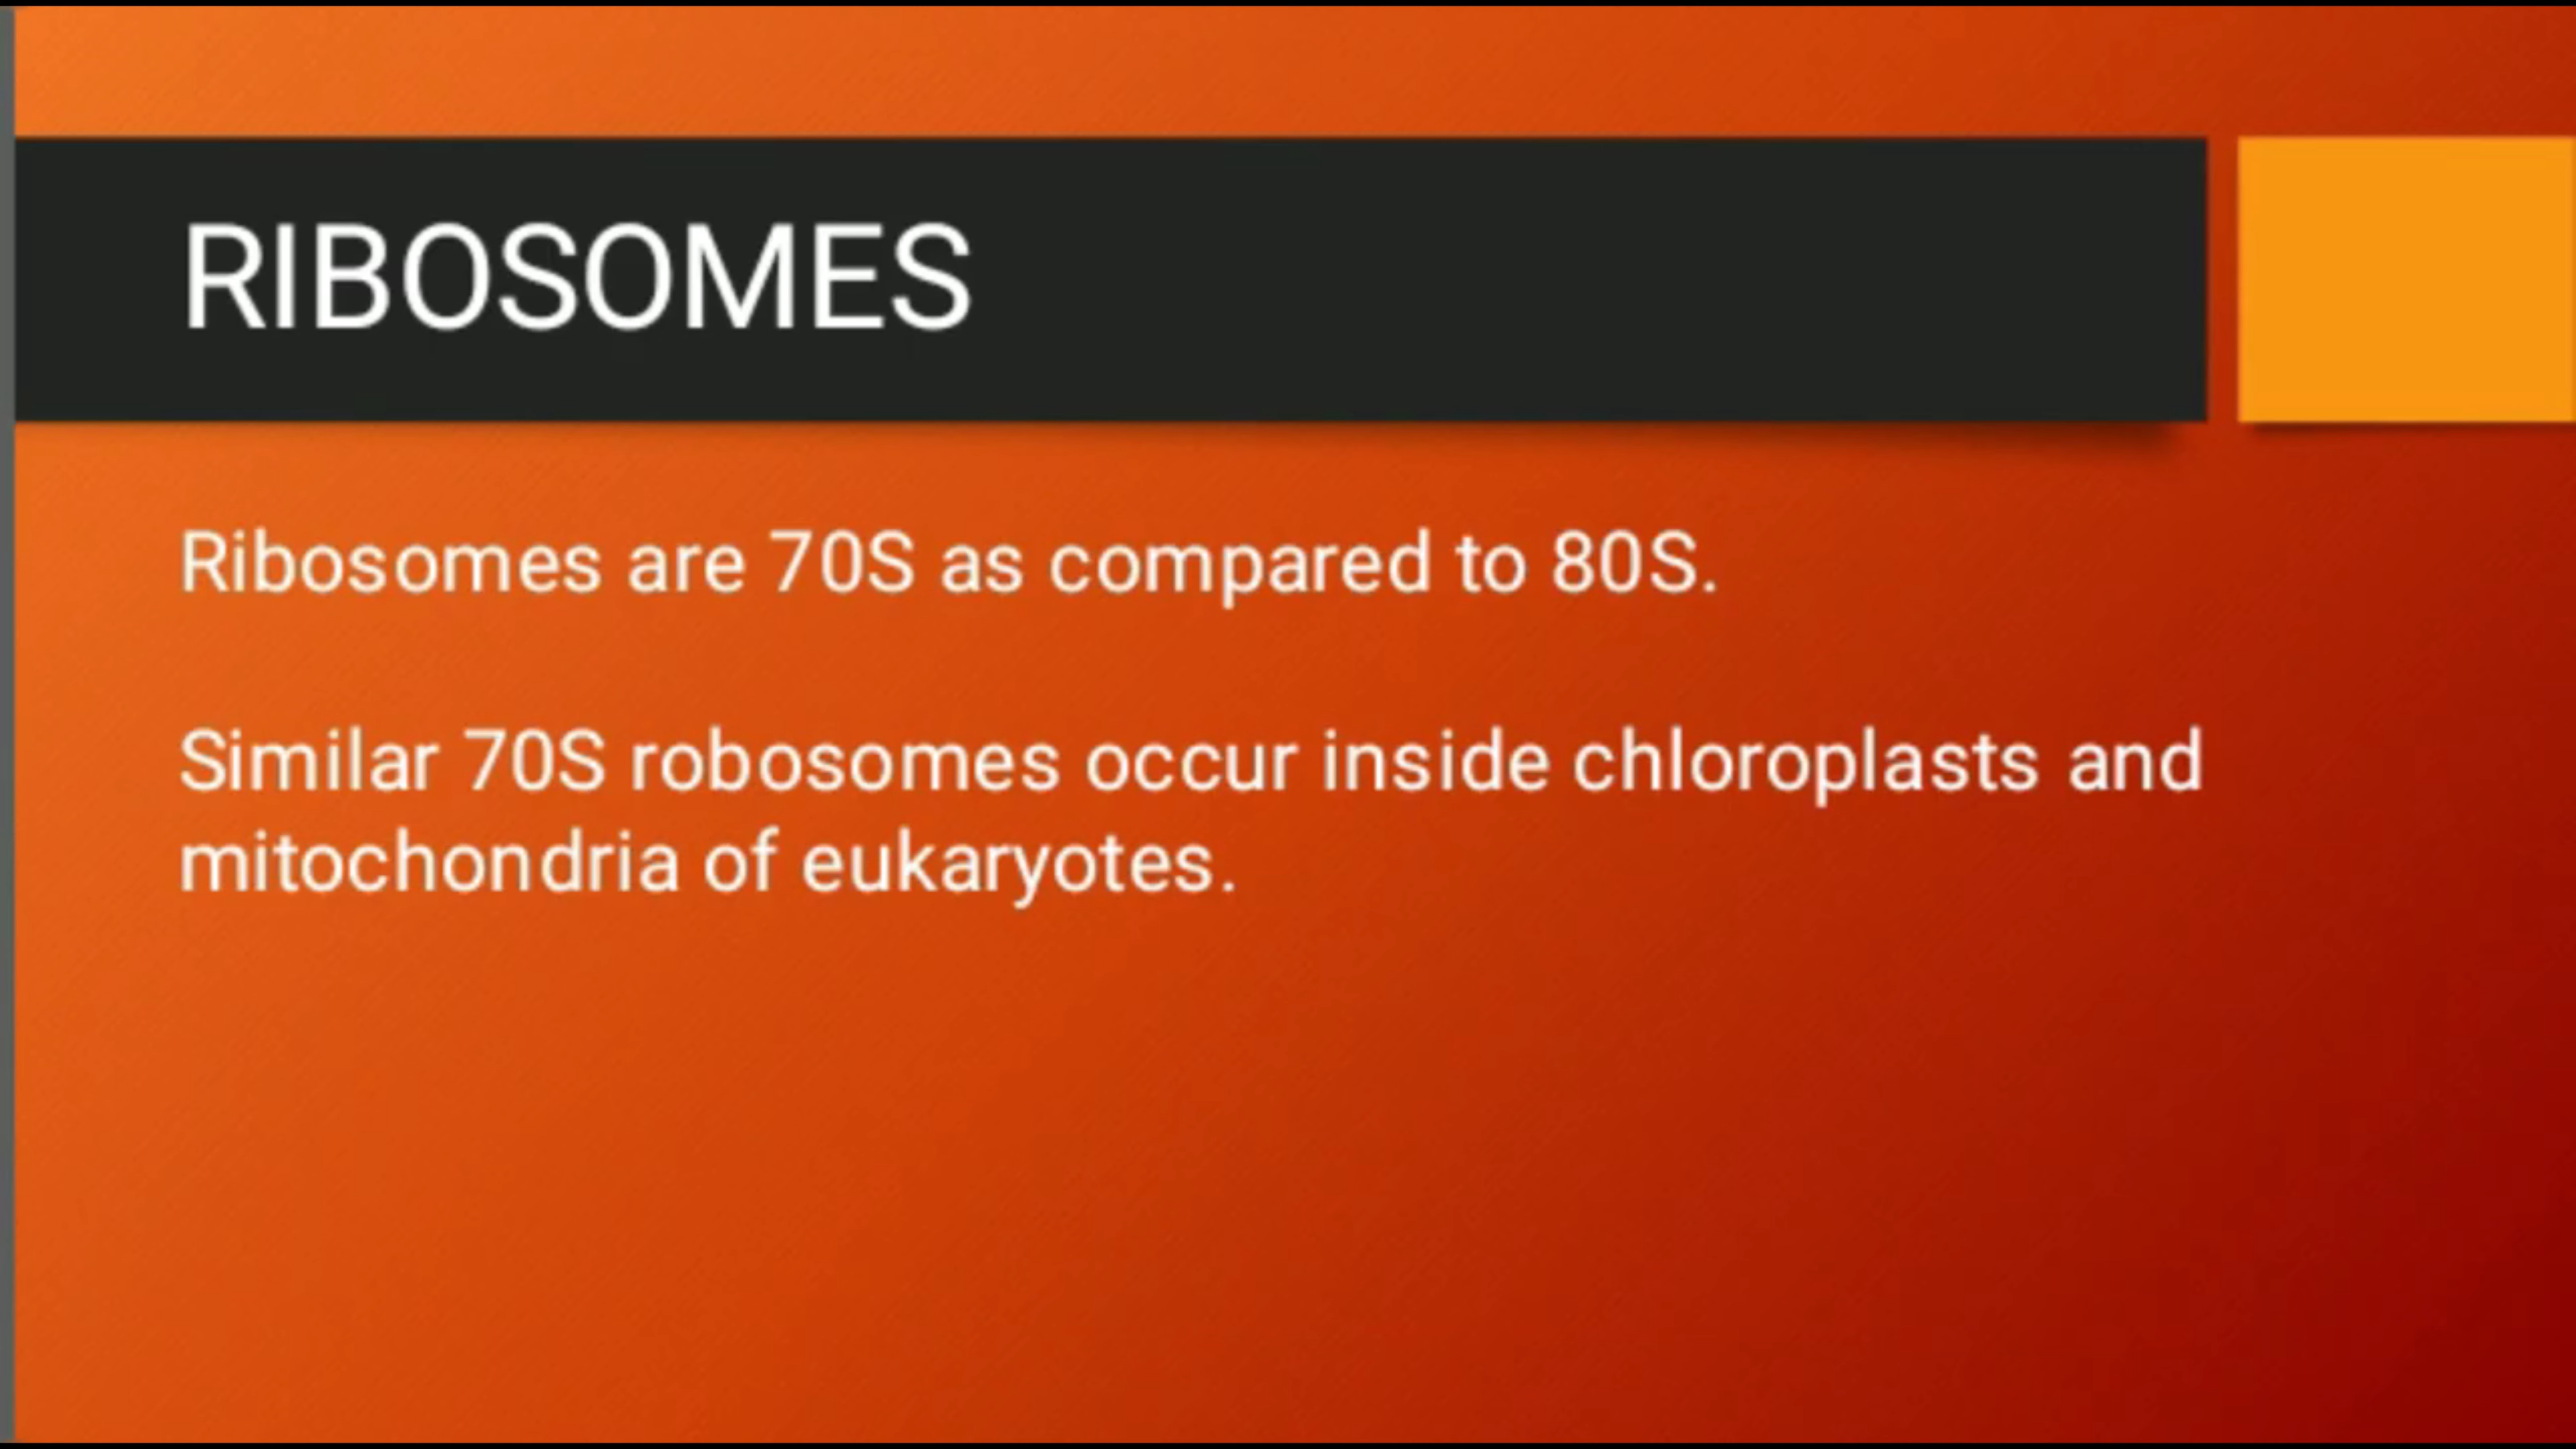 RIBOSOMES
Ribosomes are 70S as compared to 80S.
Similar 70S robosomes occur inside chloroplasts and
mitochondria of eukaryotes.